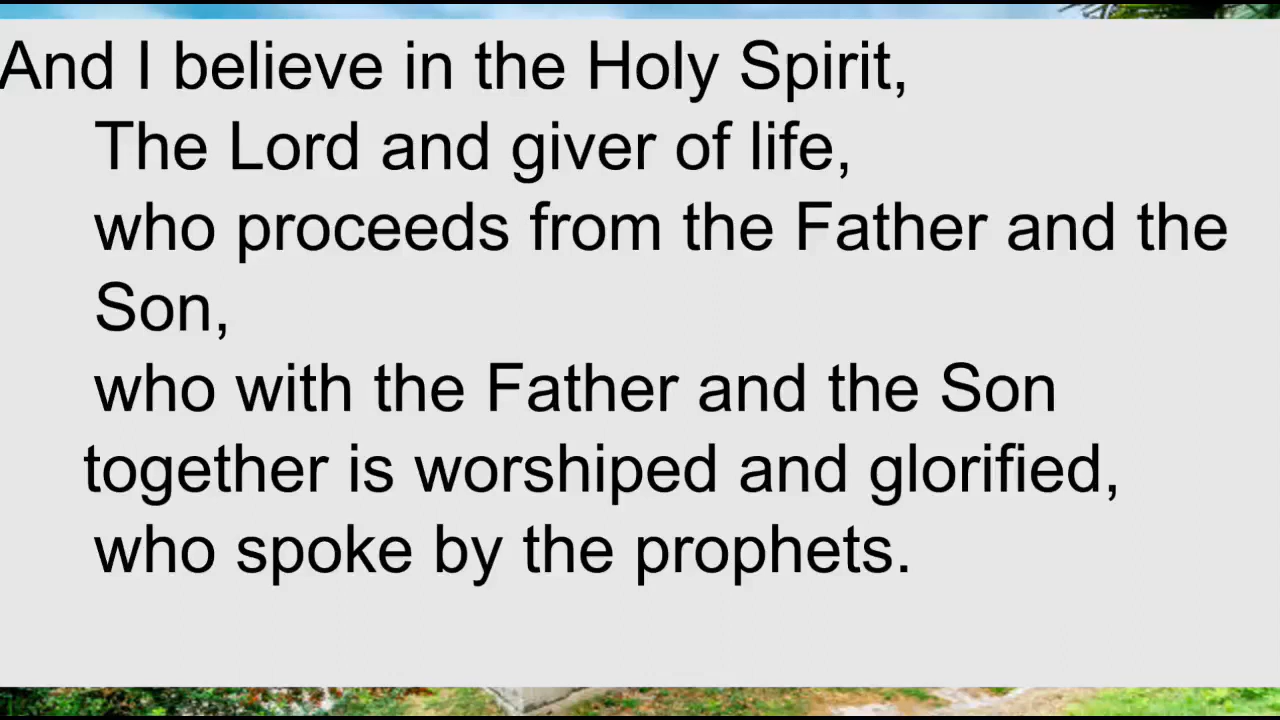 And I believe in the Holy Spirit,
The Lord and giver of life,
who proceeds from the Father and the
Son,
who with the Father and the Son
together is worshiped and glorified,
who spoke by the prophets.